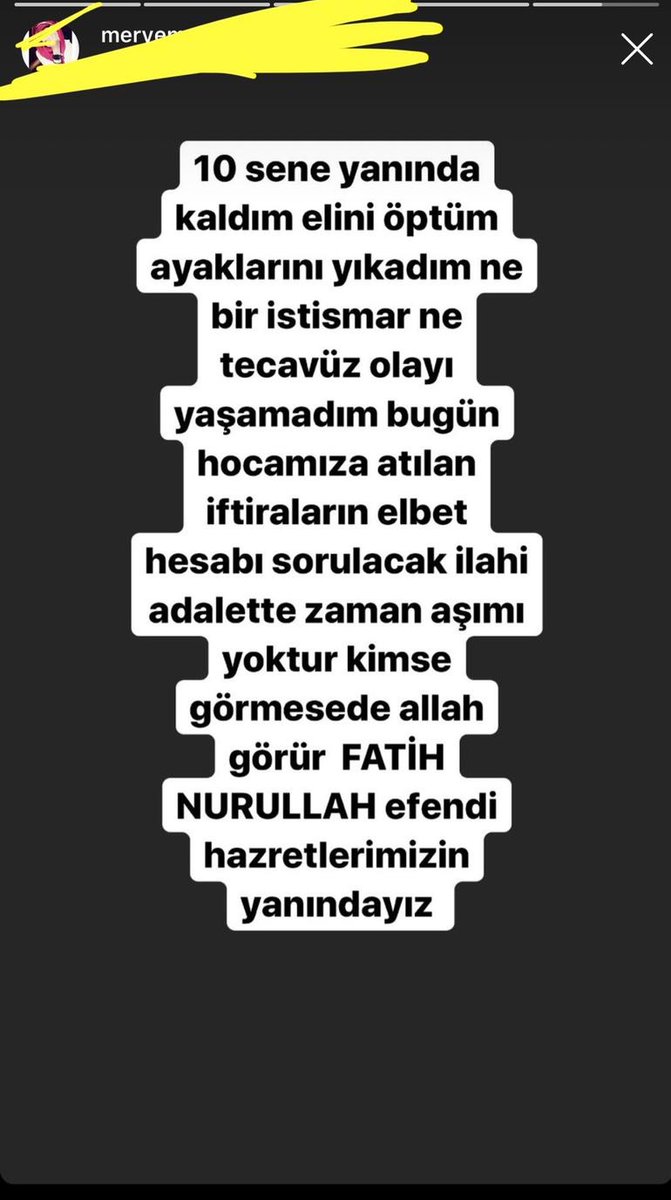 10 sene yanında
kaldım elini öptüm
ayaklarını yıkadım ne
bir istismar ne
tecavüz olayı
yaşamadım bugün
hocamıza atılan
iftiraların elbet
hesabı sorulacak ilahi
adalette zaman aşımı
yoktur kimse
görmesede allah
görür FATİH
NURULLAH efendi
hazretlerimizin
yanındayız